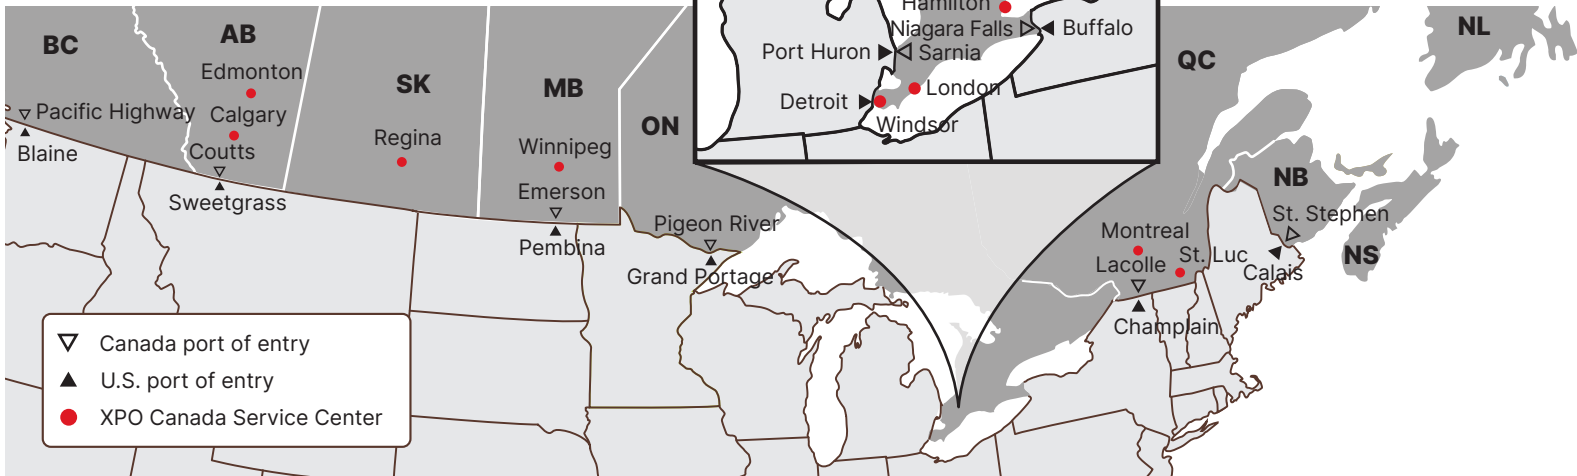 Hamilton
NL
Niagara Falls
Buffalo
AB
BC
Port Huron
Sarnia
QC
Edmonton
SK
MB
London
Detroit
Pacific Highway
Calgary
ON
Windsor
Regina
Winnipeg
Blaine
Coutts
NB
Emerson
Sweetgrass
St. Stephen
Pigeon River
Montreal
Pembina
St. Luc
NS
Lacolle
Calais
Grand Portage
Champlain
Canada port of entry
U.S. port of entry
XPO Canada Service Center